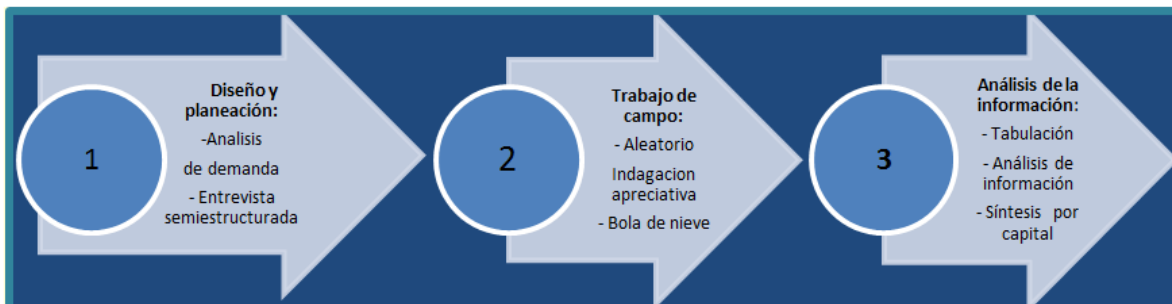 1
Diseño y
planeación:
-Analisis
de demanda
- Entrevista
semiestructurada
2
Trabajo de
campo:
- Aleatorio
Indagacion
apreciativa
- Bola de nieve
3
Análisis de la
información:
- Tabulación
- Análisis de
información
- Síntesis por
capital